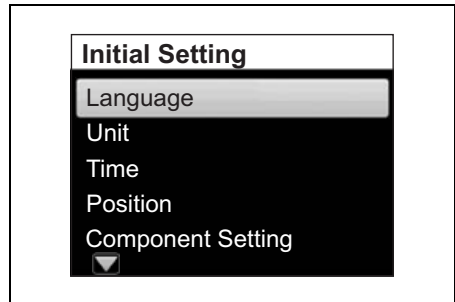 Initial Setting
Language
Unit
Time
Position
Component Setting